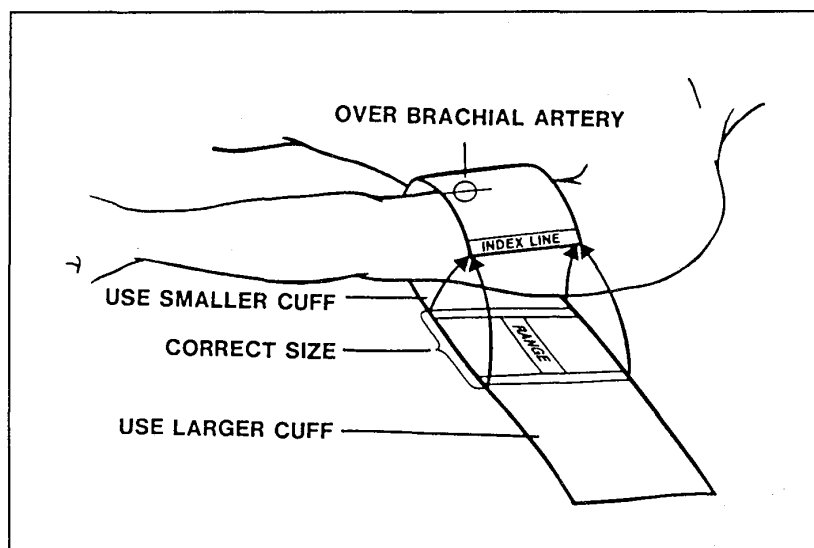 OVER BRACHIAL ARTERY
INDEX LINE
USE SMALLER CUFF
RANGE
CORRECT SIZE
USE LARGER CUFF